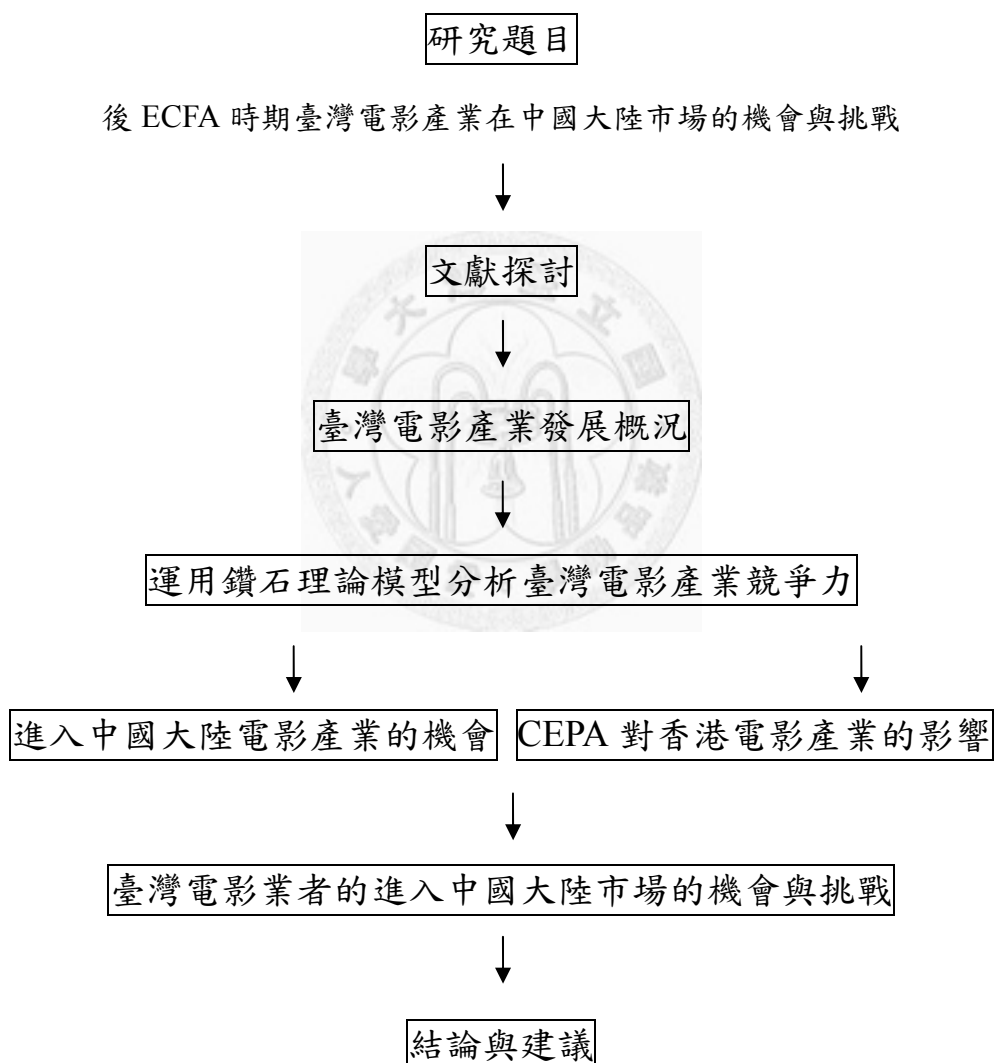 研究題目
後 ECFA 時期臺灣電影產業在中國大陸市場的機會與挑戰
文獻探討
臺灣電影產業發展概況
運用鑽石理論模型分析臺灣電影產業競爭力
進入中國大陸電影產業的機會 CEPA 對香港電影產業的影響
臺灣電影業者的進入中國大陸市場的機會與挑戰
結論與建議